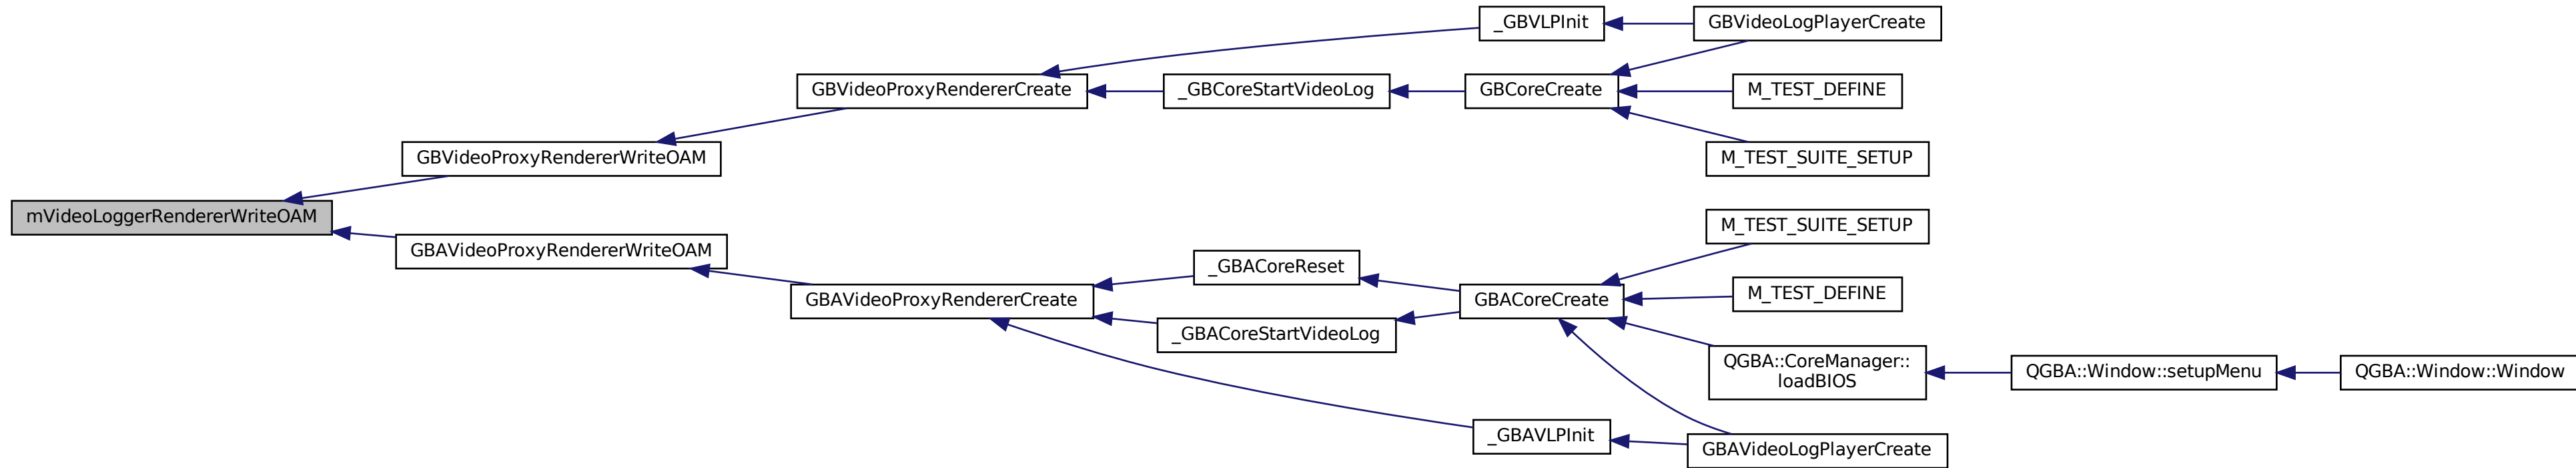 _GBVLPInit
GBVideoLogPlayerCreate
GBVideoProxyRendererCreate
_GBCoreStartVideoLog
GBCoreCreate
M_TEST_DEFINE
GBVideoProxyRendererWriteOAM
M_TEST_SUITE_SETUP
mVideoLoggerRendererWriteOAM
M_TEST_SUITE_SETUP
GBAVideoProxyRendererWriteOAM
_GBACoreReset
M_TEST_DEFINE
GBAVideoProxyRendererCreate
GBACoreCreate
_GBACoreStartVideoLog
QGBA::CoreManager::
loadBIOS
QGBA::Window::setupMenu
QGBA::Window::Window
_GBAVLPInit
GBAVideoLogPlayerCreate